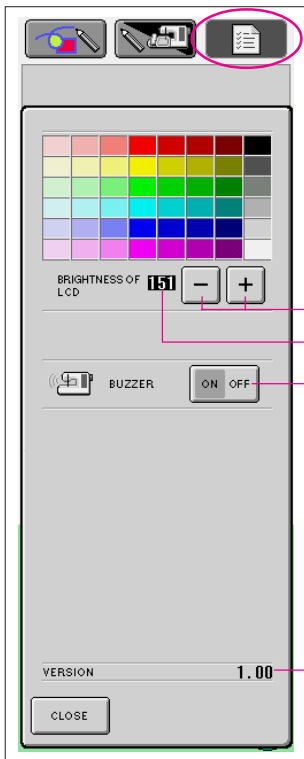 BRIGHTNESS OF 151 - +
LCD
BUZZER ON OFF
VERSION 1.00
CLOSE